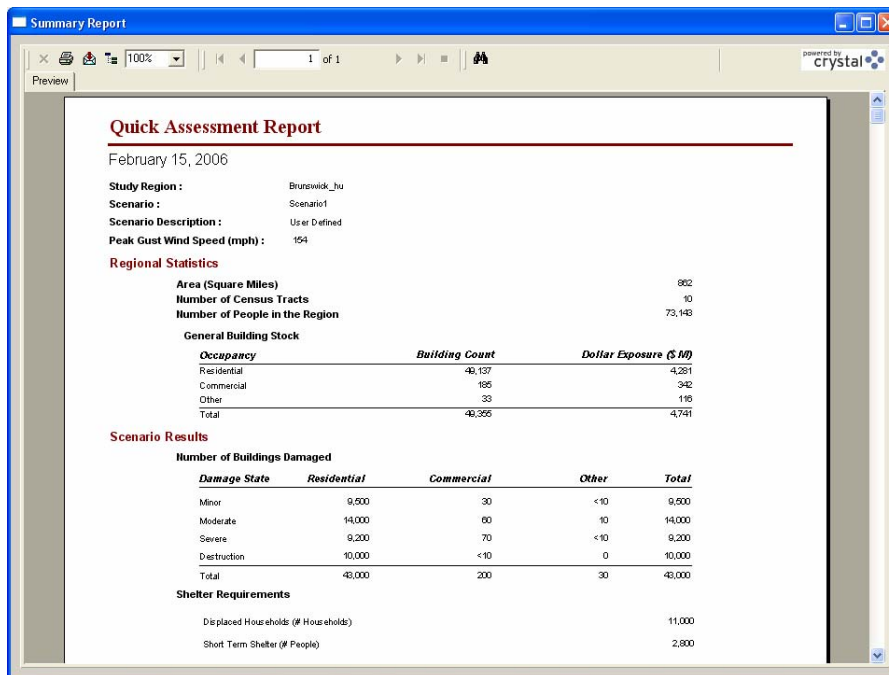 Summary Report
100%
1 of 1
powered by
crystal
Preview
Quick Assessment Report
February 15, 2006
Study Region : Brunswick_hu
Scenario : Scenario1
Scenario Description : User Defined
Peak Gust Wind Speed (mph) : 154
Regional Statistics
Area (Square Miles) 862
Number of Census Tracts 10
Number of People in the Region 73,143
General Building Stock
Occupancy Building Count Dollar Exposure ($ M)
Residential 49,137 4,281
Commercial 185 342
Other 33 118
Total 49,355 4,741
Scenario Results
Number of Buildings Damaged
Damage State Residential Commercial Other Total
Minor 9,500 30 <10 9,500
Moderate 14,000 60 10 14,000
Severe 9,200 70 <10 9,200
Destruction 10,000 <10 0 10,000
Total 43,000 200 30 43,000
Shelter Requirements
Displaced Households (# Households) 11,000
Short Term Shelter (# People) 2,800